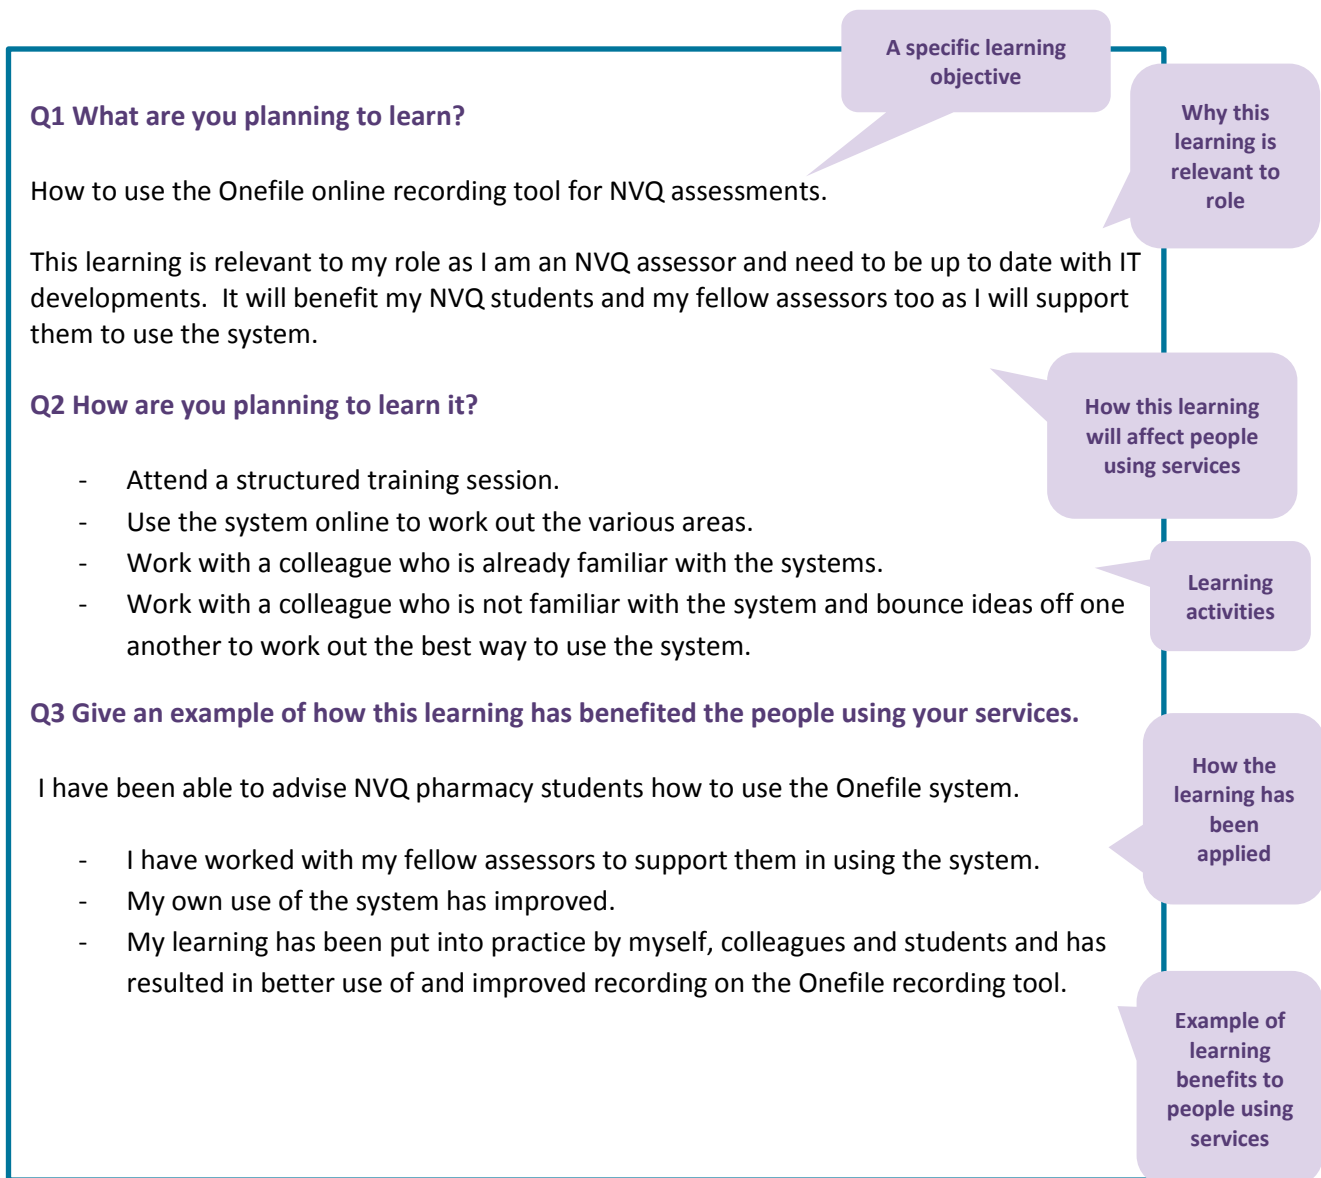 A specific learning
objective
Q1 What are you planning to learn?
Why this
learning is
relevant to
role
How to use the Onefile online recording tool for NVQ assessments.
This learning is relevant to my role as I am an NVQ assessor and need to be up to date with IT
developments.  It will benefit my NVQ students and my fellow assessors too as I will support
them to use the system.
Q2 How are you planning to learn it?
How this learning
will affect people
using services
- Attend a structured training session.
- Use the system online to work out the various areas.
- Work with a colleague who is already familiar with the systems.
- Work with a colleague who is not familiar with the system and bounce ideas off one
another to work out the best way to use the system.
Learning
activities
Q3 Give an example of how this learning has benefited the people using your services.
I have been able to advise NVQ pharmacy students how to use the Onefile system.
How the
learning has
been
applied
- I have worked with my fellow assessors to support them in using the system.
- My own use of the system has improved.
- My learning has been put into practice by myself, colleagues and students and has
resulted in better use of and improved recording on the Onefile recording tool.
Example of
learning
benefits to
people using
services